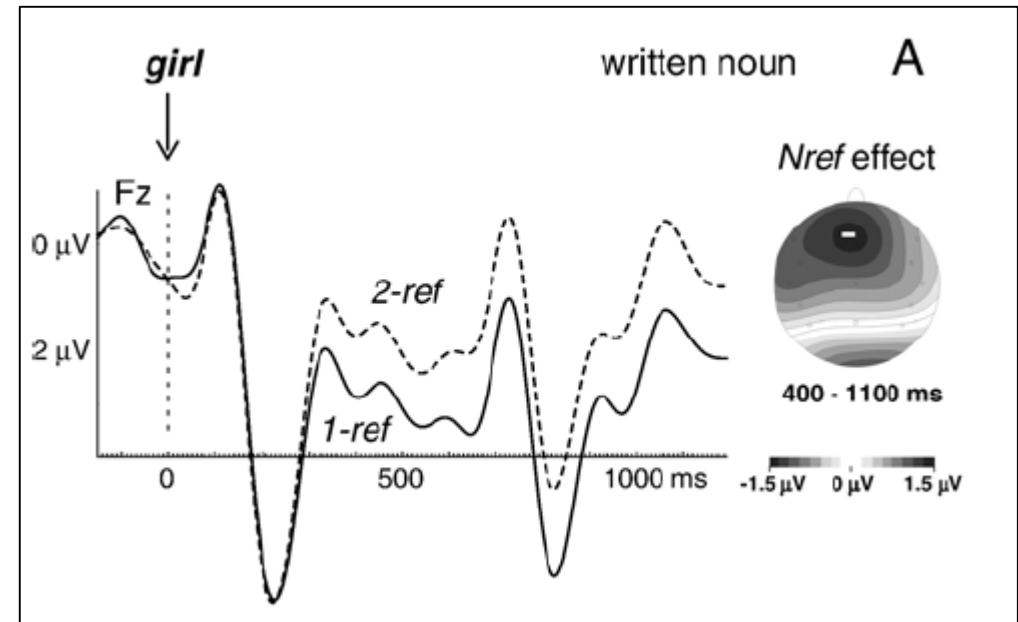 girl
written noun A
Nref effect
Fz
0 µV
2-ref
2 µV
1-ref
400 - 1100 ms
0 500 1000 ms
-1.5 µV 0 µV 1.5 µV